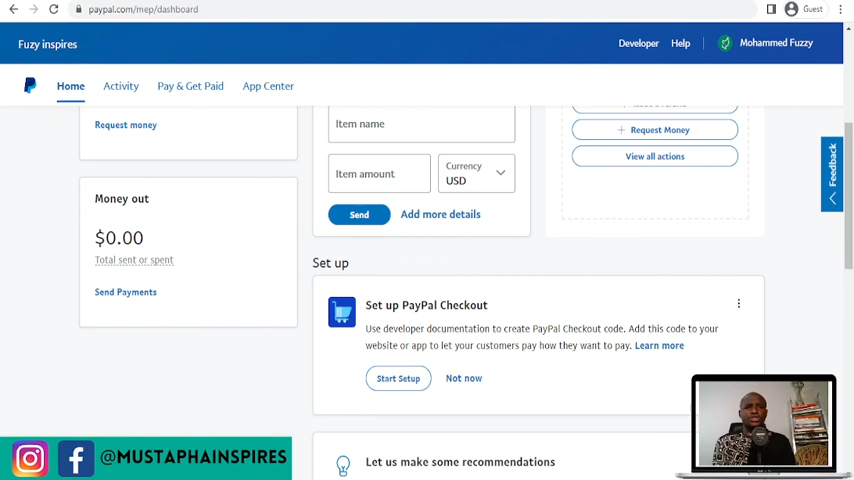 paypal.com/mep/dashboard
Guest
Fuzy inspires
Developer
Help
Mohammed Fuzzy
Home
Activity
Pay & Get Paid
App Center
Request money
Item name
Item amount
Currency
USD
Send
Add more details
Request Money
View all actions
Feedback
Money out
$0.00
Total sent or spent
Send Payments
Set up
Set up PayPal Checkout
Use developer documentation to create PayPal Checkout code. Add this code to your
website or app to let your customers pay how they want to pay. Learn more
Start Setup
Not now
Let us make some recommendations
@MUSTAPHAINSPIRES